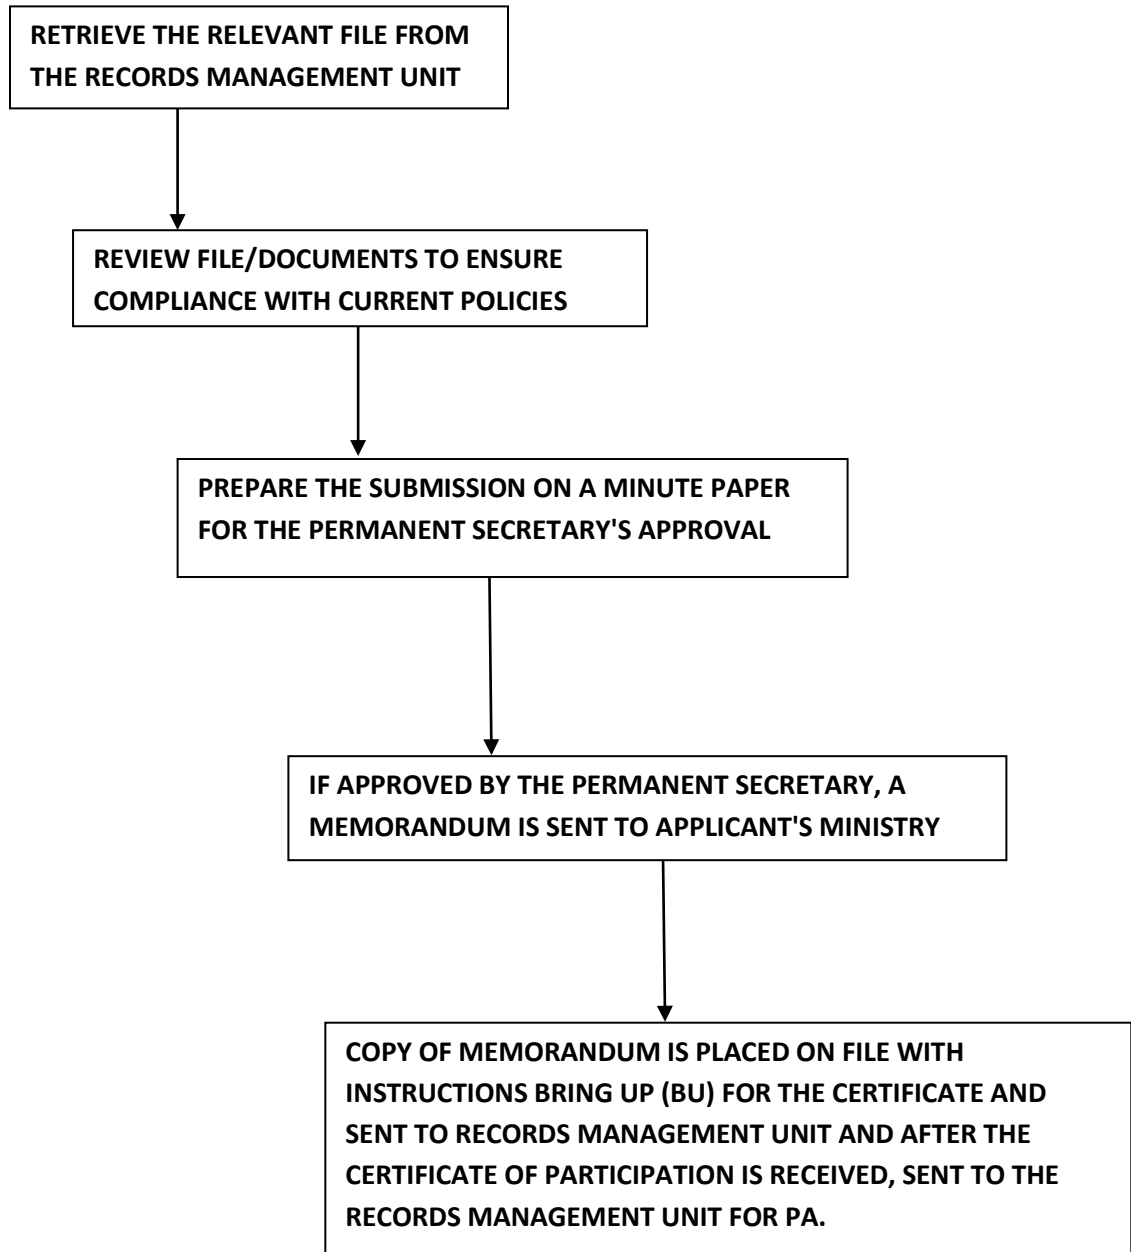 RETRIEVE THE RELEVANT FILE FROM
THE RECORDS MANAGEMENT UNIT
REVIEW FILE/DOCUMENTS TO ENSURE
COMPLIANCE WITH CURRENT POLICIES
PREPARE THE SUBMISSION ON A MINUTE PAPER
FOR THE PERMANENT SECRETARY'S APPROVAL
IF APPROVED BY THE PERMANENT SECRETARY, A
MEMORANDUM IS SENT TO APPLICANT'S MINISTRY
COPY OF MEMORANDUM IS PLACED ON FILE WITH
INSTRUCTIONS BRING UP (BU) FOR THE CERTIFICATE AND
SENT TO RECORDS MANAGEMENT UNIT AND AFTER THE
CERTIFICATE OF PARTICIPATION IS RECEIVED, SENT TO THE
RECORDS MANAGEMENT UNIT FOR PA.